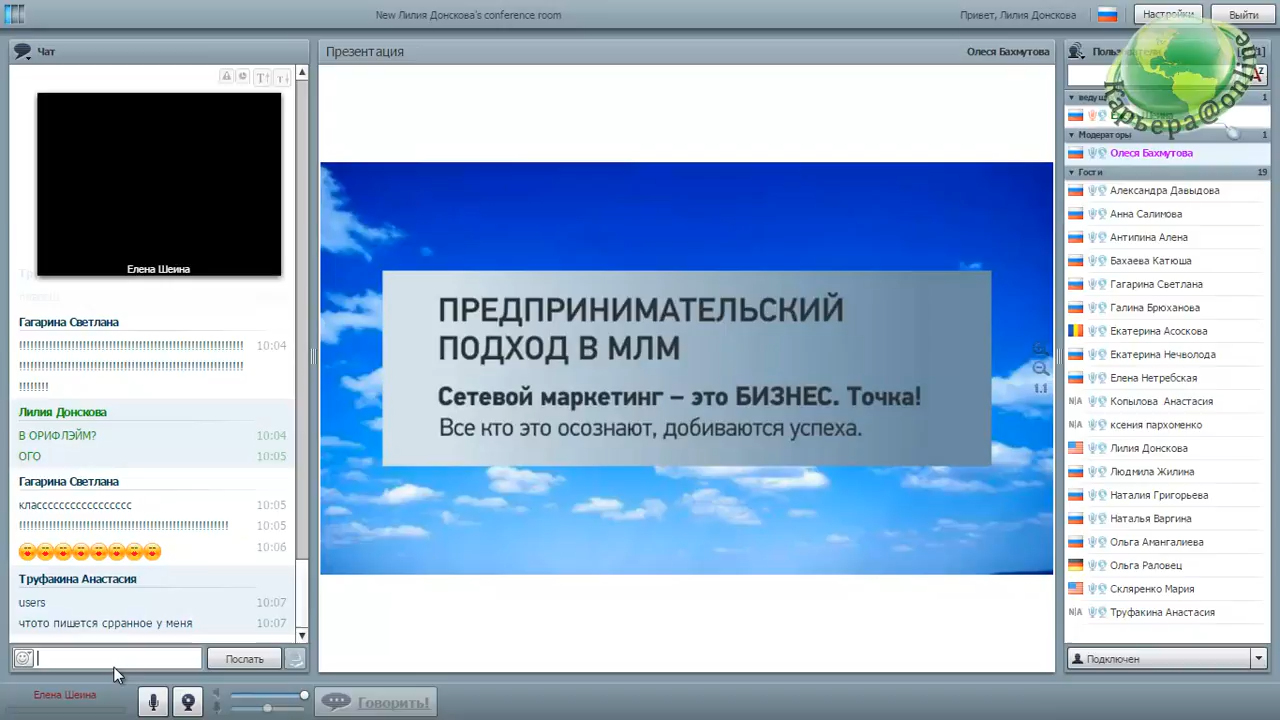 New Лилия Донскова's conference room
Привет, Лилия Донскова
Настройки
Выйти
Чат
Елена Шеина
Гагарина Светлана
!!!!!!!!!!!!!!!!!!!!!!!!!!!!!!!!!!!!!!!!!!!!!!!!!!!!!!!!! 10:04
!!!!!!!!!!!!!!!!!!!!!!!!!!!!!!!!!!!!!!!!!!!!!!!!!!!!!!!!!
!!!!!!!!
Лилия Донскова
В ОРИФЛЭЙМ? 10:04
ОГО 10:05
Гагарина Светлана
класссссссссссссссс 10:05
!!!!!!!!!!!!!!!!!!!!!!!!!!!!!!!!!!!!!!!!!!!!!!!!!!!!! 10:05
10:06
Труфакина Анастасия
users 10:07
чтото пишется срранное у меня 10:07
Послать
Елена Шеина
Говорить!
Презентация
Олеся Бахмутова
ПРЕДПРИНИМАТЕЛЬСКИЙ
ПОДХОД В МЛМ
Сетевой маркетинг – это БИЗНЕС. Точка!
Все кто это осознают, добиваются успеха.
1:1
Карьера@online
Модераторы 1
Олеся Бахмутова
Гости 19
Александра Давыдова
Анна Салимова
Антипина Алена
Бахаева Катюша
Гагарина Светлана
Галина Брюханова
Екатерина Асоскова
Екатерина Нечволода
Елена Нетребская
N/A Копылова Анастасия
N/A ксения пархоменко
Лилия Донскова
Людмила Жилина
Наталия Григорьева
Наталья Варгина
Ольга Амангалиева
Ольга Раловец
Скляренко Мария
N/A Труфакина Анастасия
Подключен